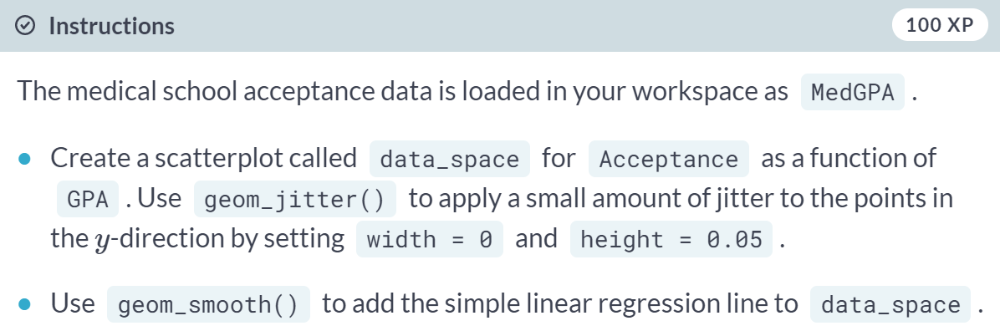 Instructions 100 XP
The medical school acceptance data is loaded in your workspace as MedGPA .
Create a scatterplot called data_space for Acceptance as a function of
GPA . Use geom_jitter() to apply a small amount of jitter to the points in
the y-direction by setting width = 0 and height = 0.05 .
Use geom_smooth() to add the simple linear regression line to data_space .